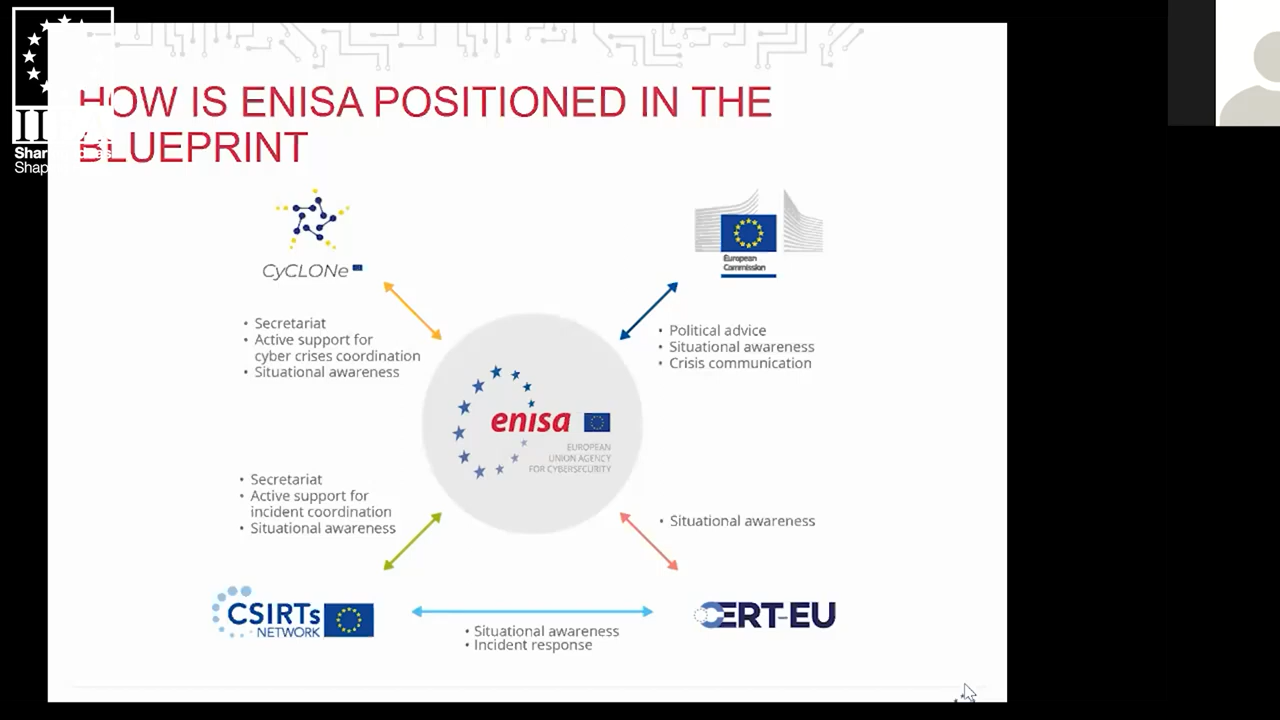 HOW IS ENISA POSITIONED IN THE
BLUEPRINT
CyCLONe
European
Commission
• Secretariat
• Active support for
cyber crises coordination
• Situational awareness
• Political advice
• Situational awareness
• Crisis communication
enisa
EUROPEAN
UNION AGENCY
FOR CYBERSECURITY
• Secretariat
• Active support for
incident coordination
• Situational awareness
• Situational awareness
CSIRTs
NETWORK
CERT-EU
• Situational awareness
• Incident response